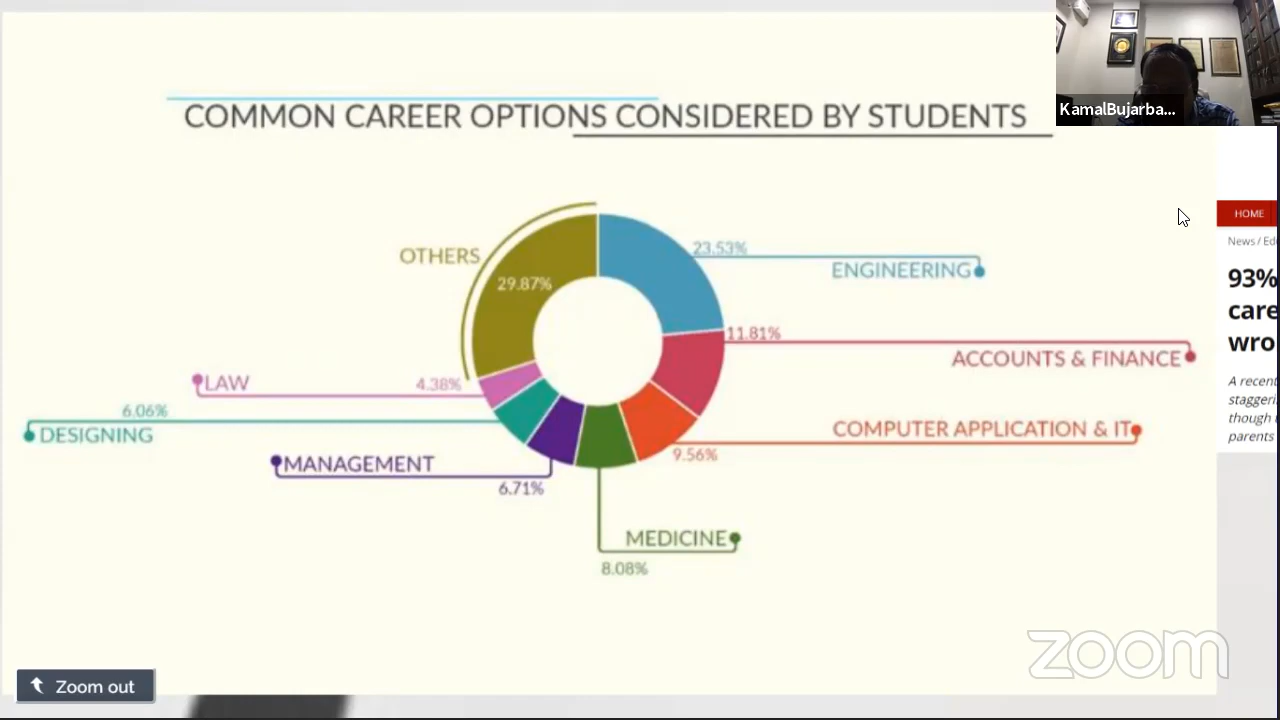 KamalBujarba...
COMMON CAREER OPTIONS CONSIDERED BY STUDENTS
HOME
News / Ed
93%
care
wro
A recent
staggeri
though
parents
OTHERS
29.87%
23.53%
ENGINEERING
11.81%
ACCOUNTS & FINANCE
LAW
4.38%
6.06%
DESIGNING
COMPUTER APPLICATION & IT
9.56%
MANAGEMENT
6.71%
MEDICINE
8.08%
zoom
Zoom out